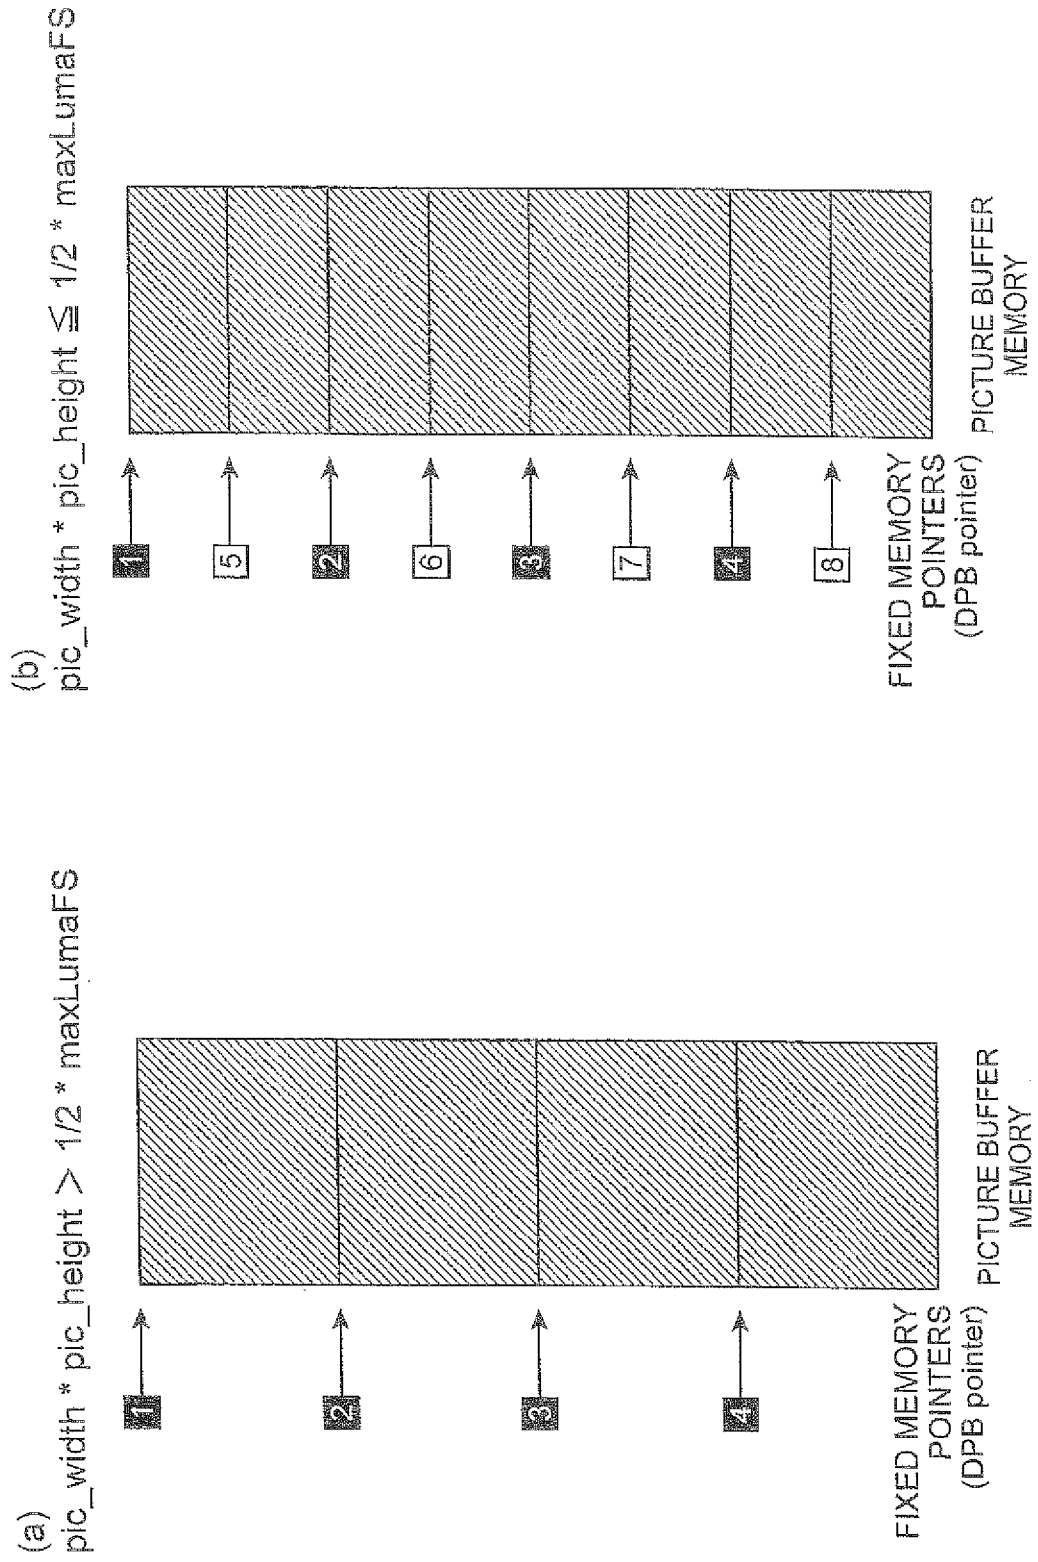 (a)
pic_width * pic_height > 1/2 * maxLumaFS
1
2
3
4
FIXED MEMORY
POINTERS
(DPB pointer)
PICTURE BUFFER
MEMORY
(b)
pic_width * pic_height ≦ 1/2 * maxLumaFS
1
5
2
6
3
7
4
8
FIXED MEMORY
POINTERS
(DPB pointer)
PICTURE BUFFER
MEMORY